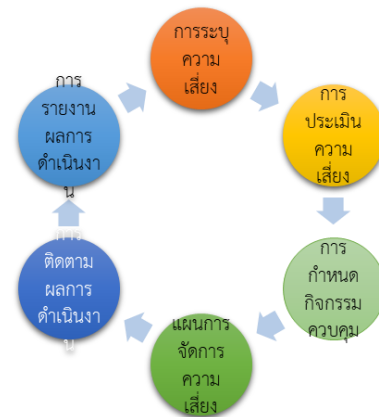 การระบุ
ความ
เสี่ยง
การ
ประเมิน
ความ
เสี่ยง
การ
กำหนด
กิจกรรม
ควบคุม
แผนการ
จัดการ
ความ
เสี่ยง
การ
ติดตาม
ผลการ
ดำเนินงา
น
การ
รายงาน
ผลการ
ดำเนินงา
น